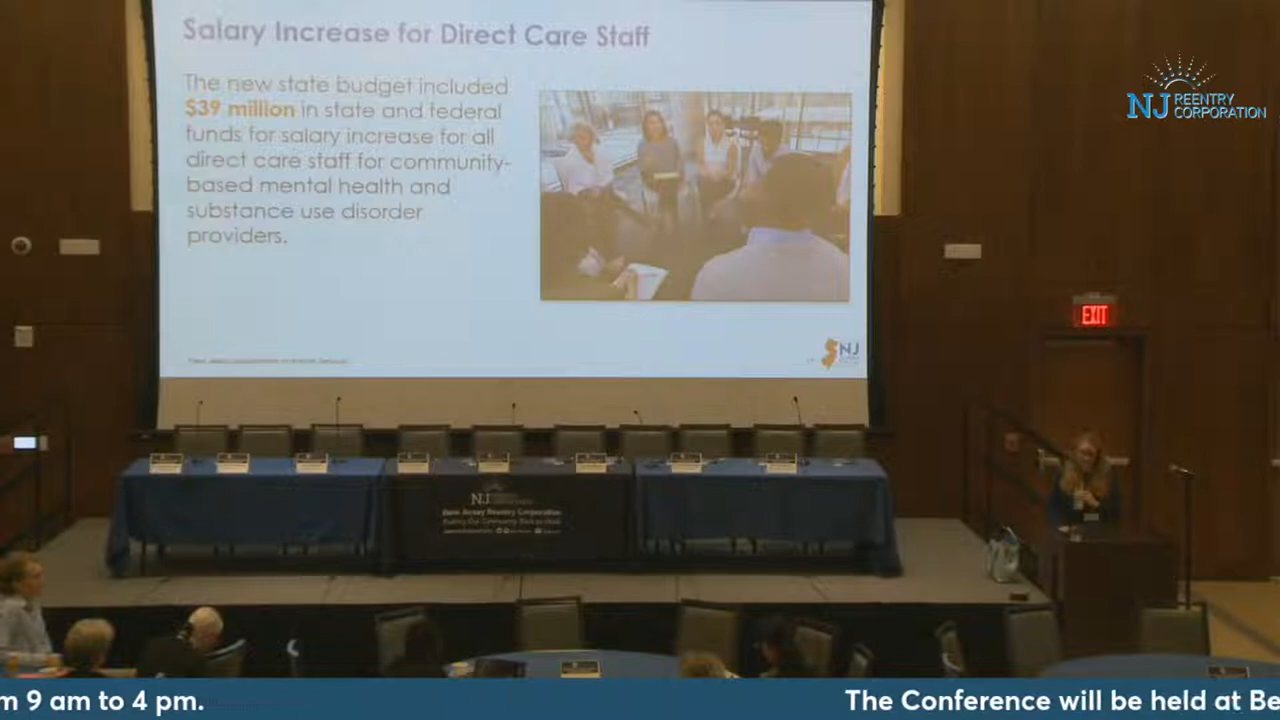 Salary Increase for Direct Care Staff
The new state budget included
$39 million in state and federal
funds for salary increase for all
direct care staff for community-
based mental health and
substance use disorder
providers.
NJ
NJ REENTRY
CORPORATION
EXIT
NJ
New Jersey Reentry Corporation
m 9 am to 4 pm.
The Conference will be held at Be